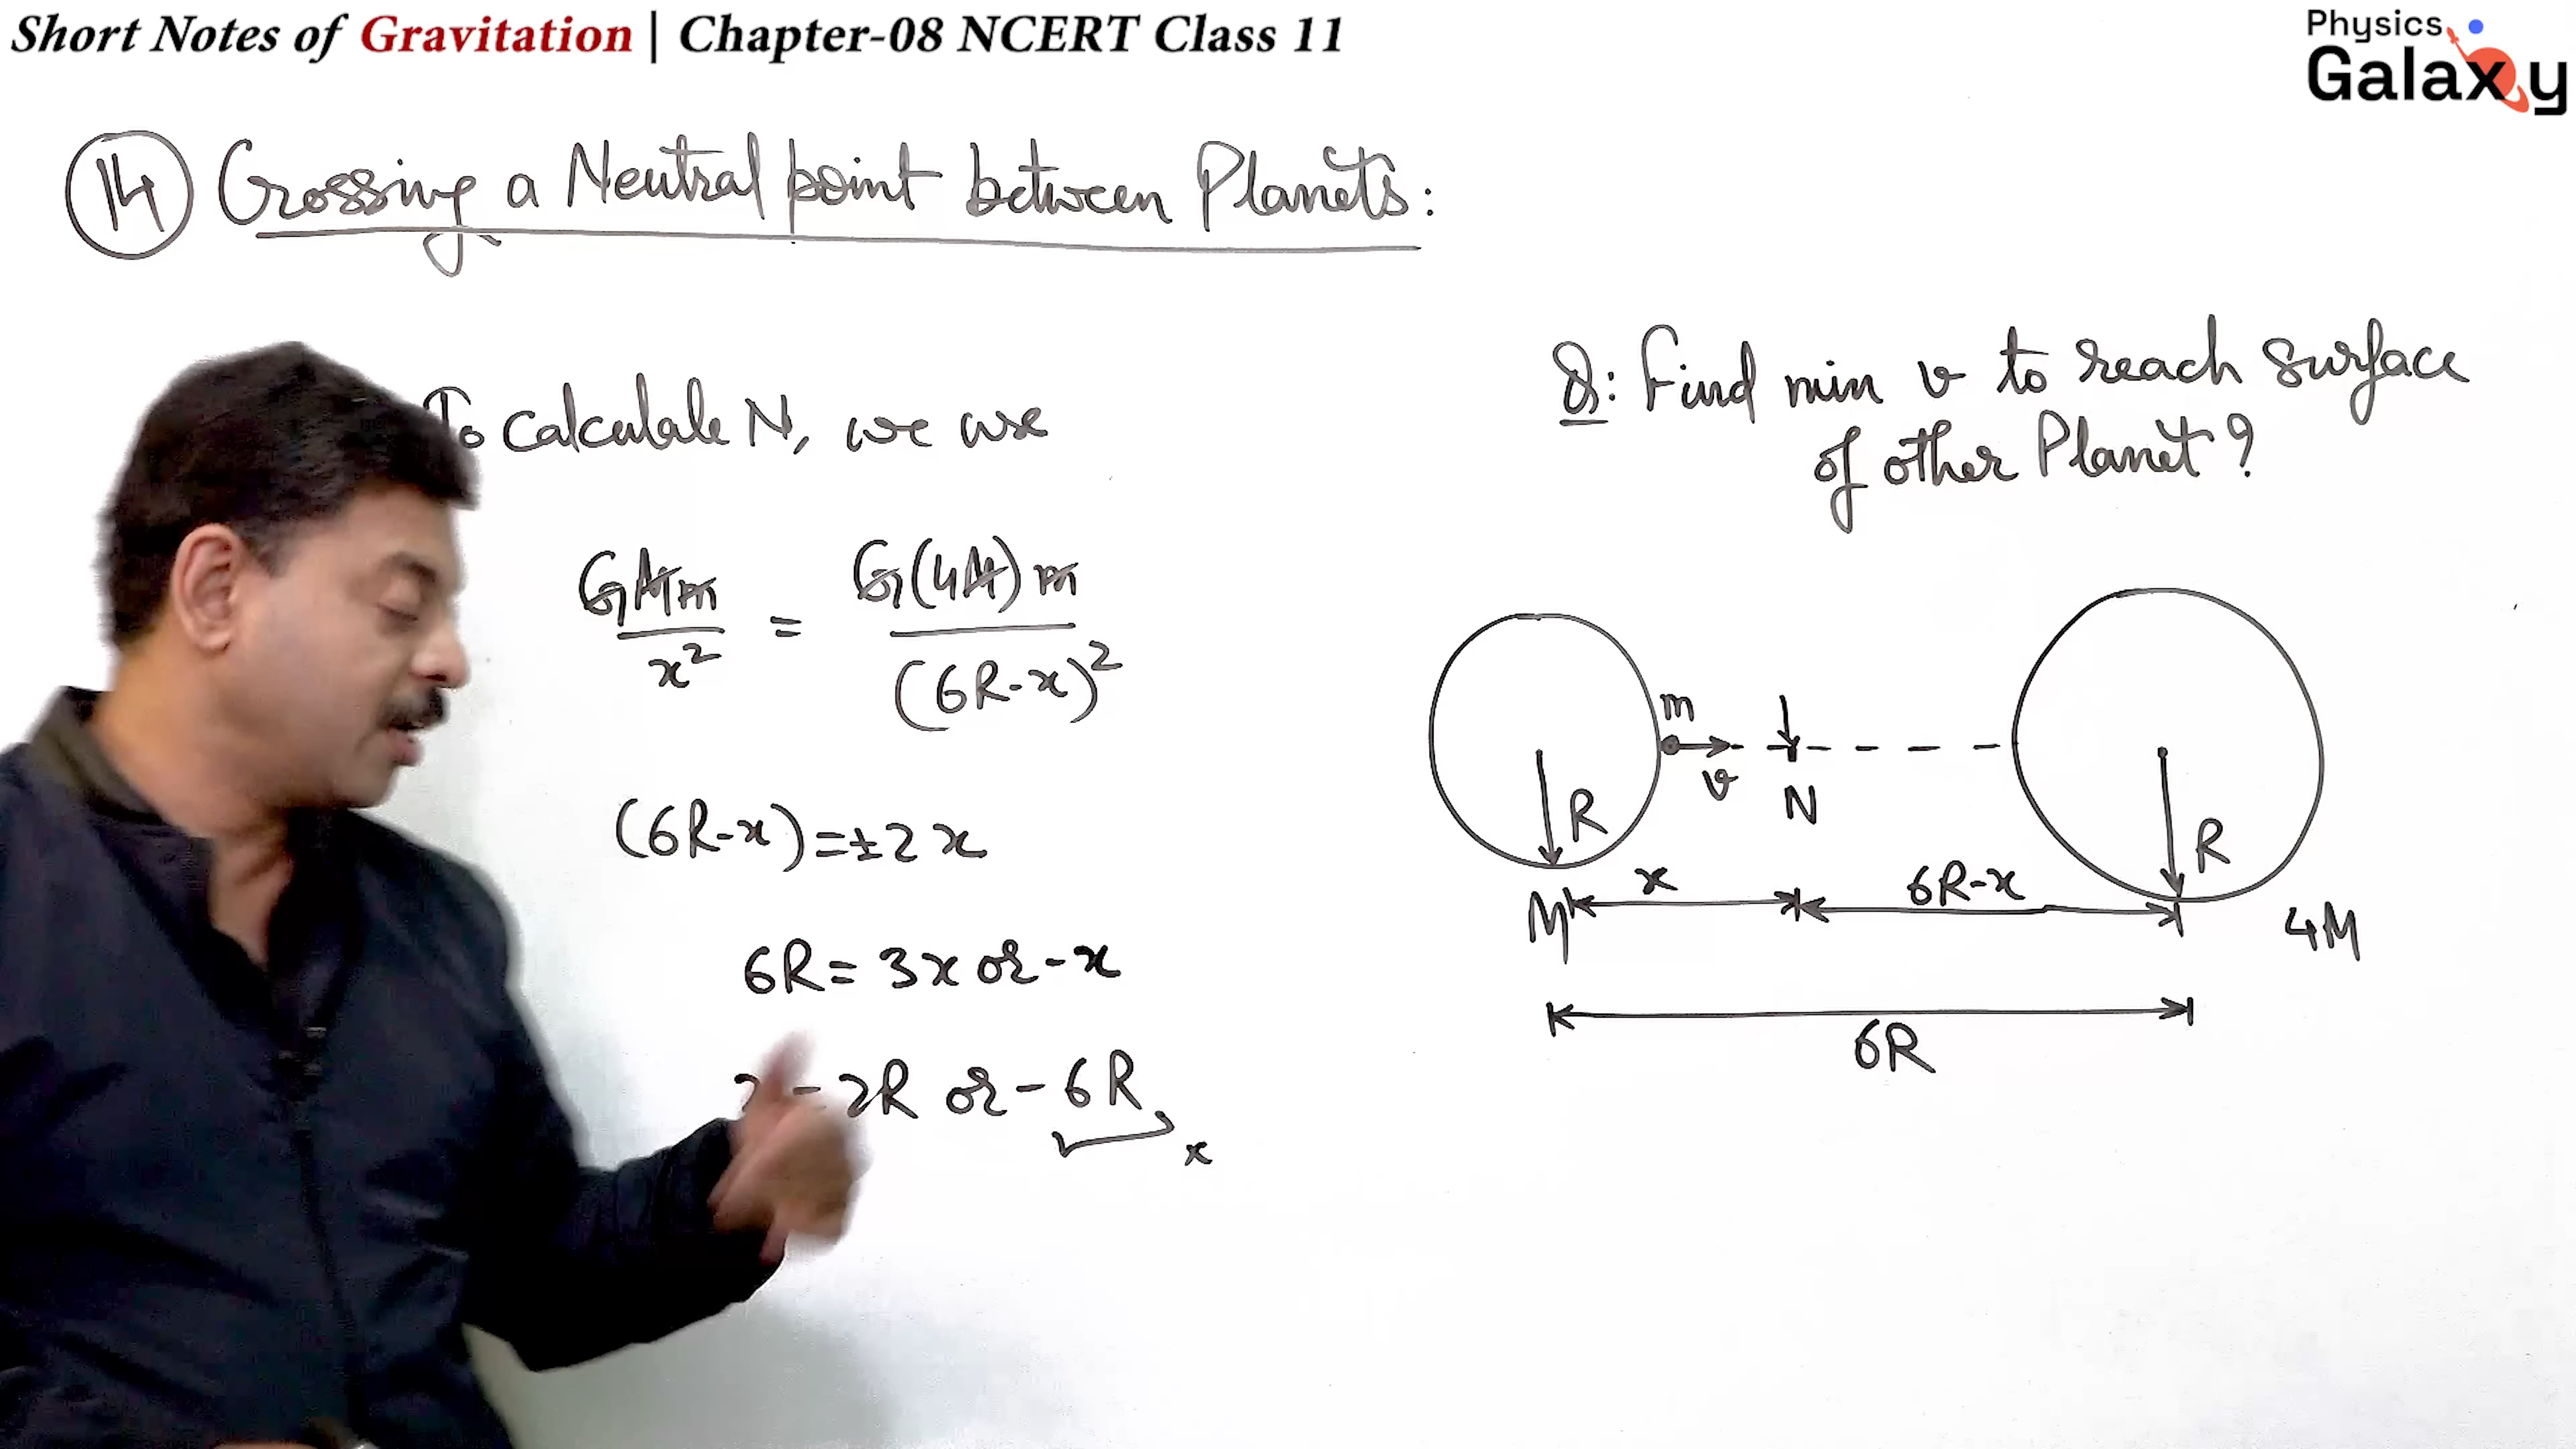 Short Notes of Gravitation | Chapter-08 NCERT Class 11
Physics
Galaxy
14 Crossing a Neutral point between Planets:
To calculate N, we use
GMm/x² = G(4M)m/(6R-x)²
(6R-x) = ±2x
6R = 3x or -x
x = 2R or -6R
x
Q: Find min v to reach surface
of other Planet?
m
v
N
R
R
x
6R-x
M
4M
6R